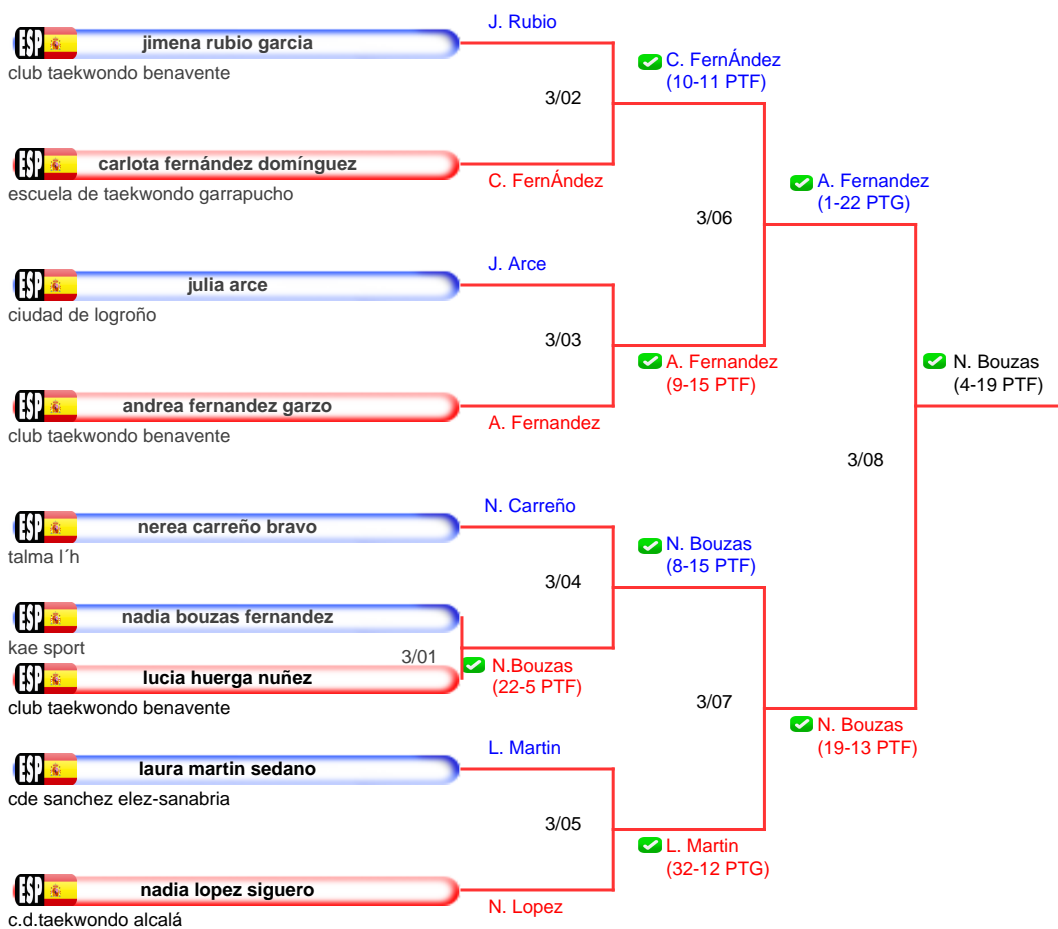 J. Rubio
ESP jimena rubio garcia
club taekwondo benavente
C. FernÁndez
(10-11 PTF)
3/02
ESP carlota fernández domínguez
escuela de taekwondo garrapucho
C. FernÁndez
A. Fernandez
(1-22 PTG)
3/06
J. Arce
ESP julia arce
ciudad de logroño
3/03
A. Fernandez
(9-15 PTF)
N. Bouzas
(4-19 PTF)
ESP andrea fernandez garzo
club taekwondo benavente
A. Fernandez
3/08
N. Carreño
ESP nerea carreño bravo
talma l´h
N. Bouzas
(8-15 PTF)
3/04
ESP nadia bouzas fernandez
kae sport
3/01
N.Bouzas
(22-5 PTF)
ESP lucia huerga nuñez
club taekwondo benavente
3/07
N. Bouzas
(19-13 PTF)
L. Martin
ESP laura martin sedano
cde sanchez elez-sanabria
3/05
L. Martin
(32-12 PTG)
ESP nadia lopez siguero
c.d.taekwondo alcalá
N. Lopez